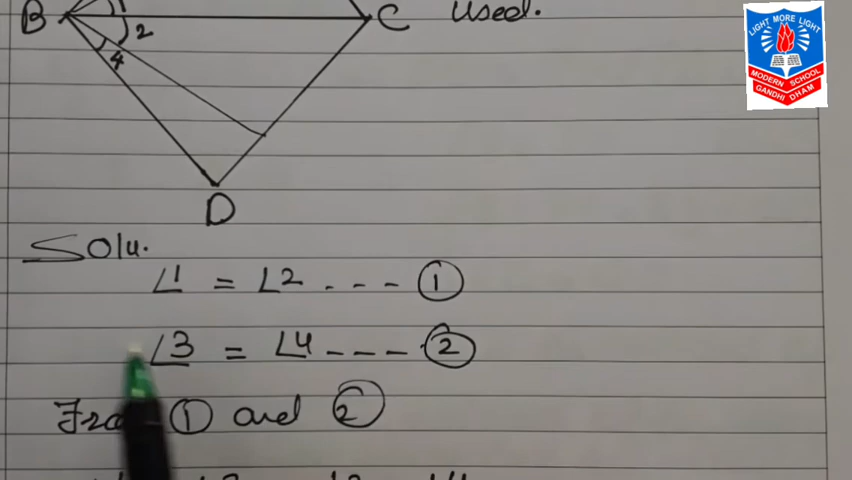 B 1 C Used.
2
4
D
Solu.
∠1 = ∠2 --- ①
∠3 = ∠4 --- ②
① and ②
LIGHT MORE LIGHT
MODERN SCHOOL
GANDHI DHAM